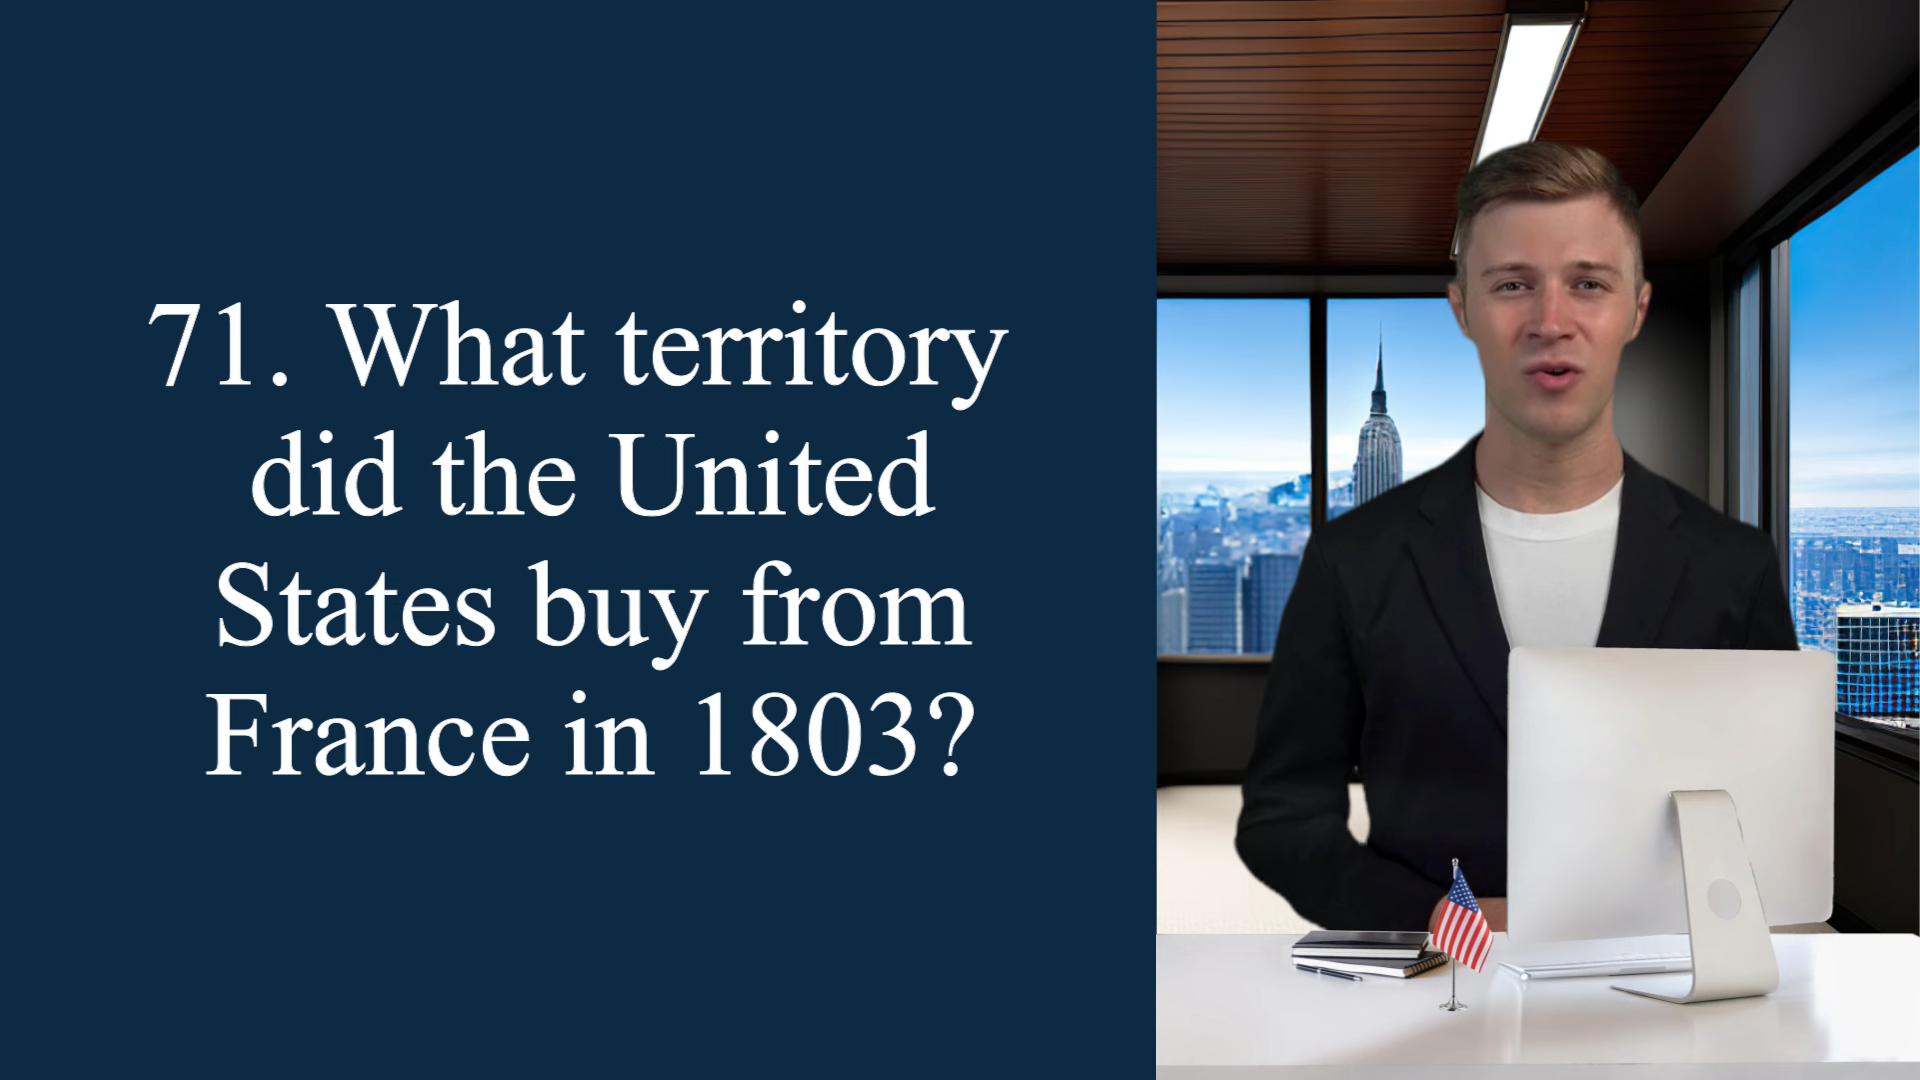 71. What territory
did the United
States buy from
France in 1803?